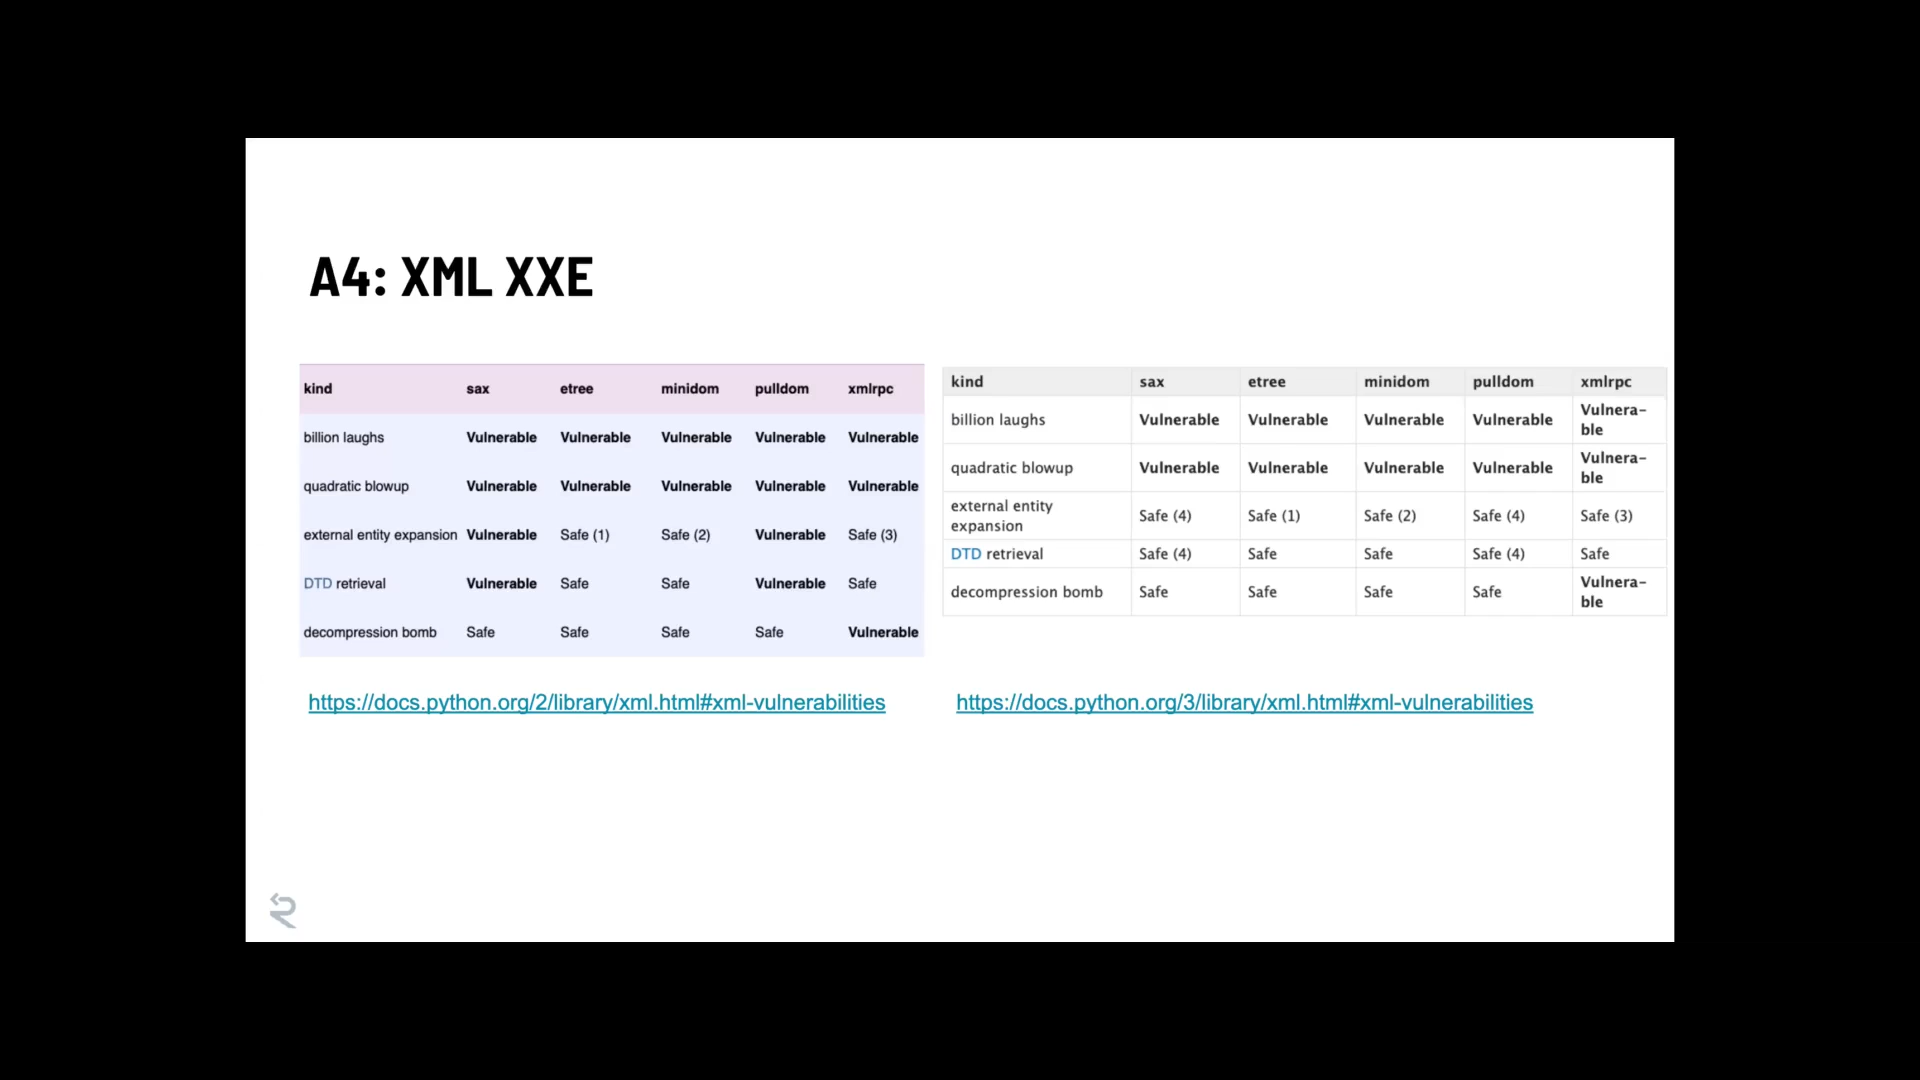 A4: XML XXE
kind sax etree minidom pulldom xmlrpc
billion laughs Vulnerable Vulnerable Vulnerable Vulnerable Vulnerable
quadratic blowup Vulnerable Vulnerable Vulnerable Vulnerable Vulnerable
external entity expansion Vulnerable Safe (1) Safe (2) Vulnerable Safe (3)
DTD retrieval Vulnerable Safe Safe Vulnerable Safe
decompression bomb Safe Safe Safe Safe Vulnerable
https://docs.python.org/2/library/xml.html#xml-vulnerabilities
kind sax etree minidom pulldom xmlrpc
billion laughs Vulnerable Vulnerable Vulnerable Vulnerable Vulnera-
ble
quadratic blowup Vulnerable Vulnerable Vulnerable Vulnerable Vulnera-
ble
external entity
expansion Safe (4) Safe (1) Safe (2) Safe (4) Safe (3)
DTD retrieval Safe (4) Safe Safe Safe (4) Safe
decompression bomb Safe Safe Safe Safe Vulnera-
ble
https://docs.python.org/3/library/xml.html#xml-vulnerabilities